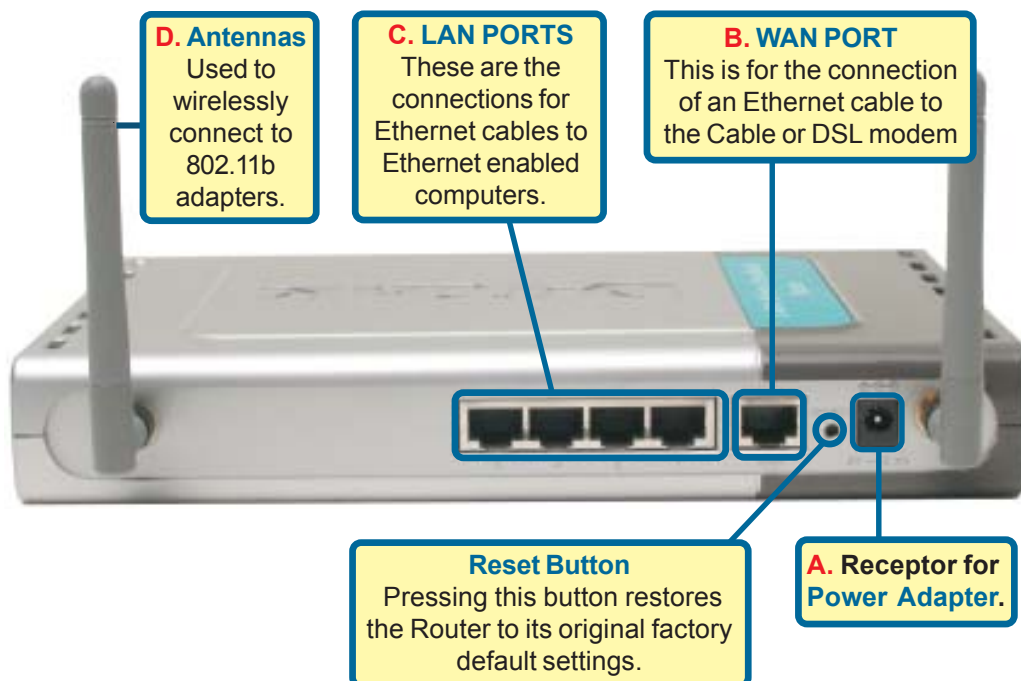 D. Antennas
Used to
wirelessly
connect to
802.11b
adapters.
C. LAN PORTS
These are the
connections for
Ethernet cables to
Ethernet enabled
computers.
B. WAN PORT
This is for the connection
of an Ethernet cable to
the Cable or DSL modem
Reset Button
Pressing this button restores
the Router to its original factory
default settings.
A. Receptor for
Power Adapter.